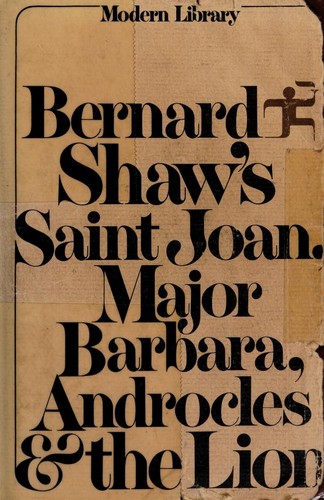 Modern Library
Bernard
Shaw's
Saint Joan,
Major
Barbara,
Androcles
& the Lion